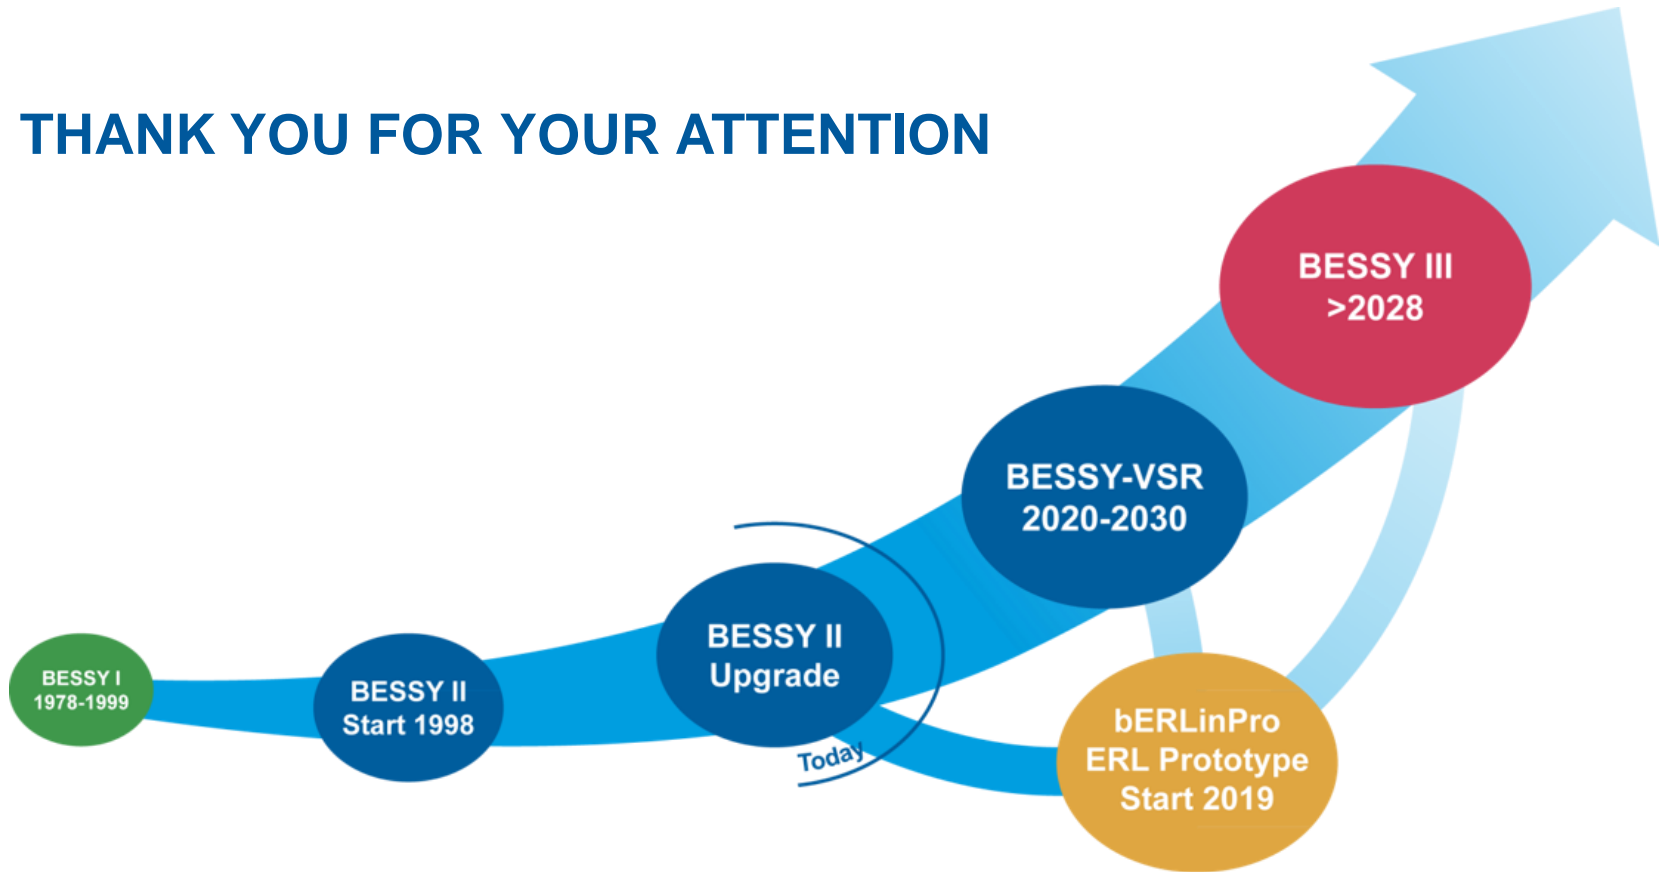 THANK YOU FOR YOUR ATTENTION
BESSY I
1978-1999
BESSY II
Start 1998
BESSY II
Upgrade
Today
BESSY-VSR
2020-2030
bERLinPro
ERL Prototype
Start 2019
BESSY III
>2028